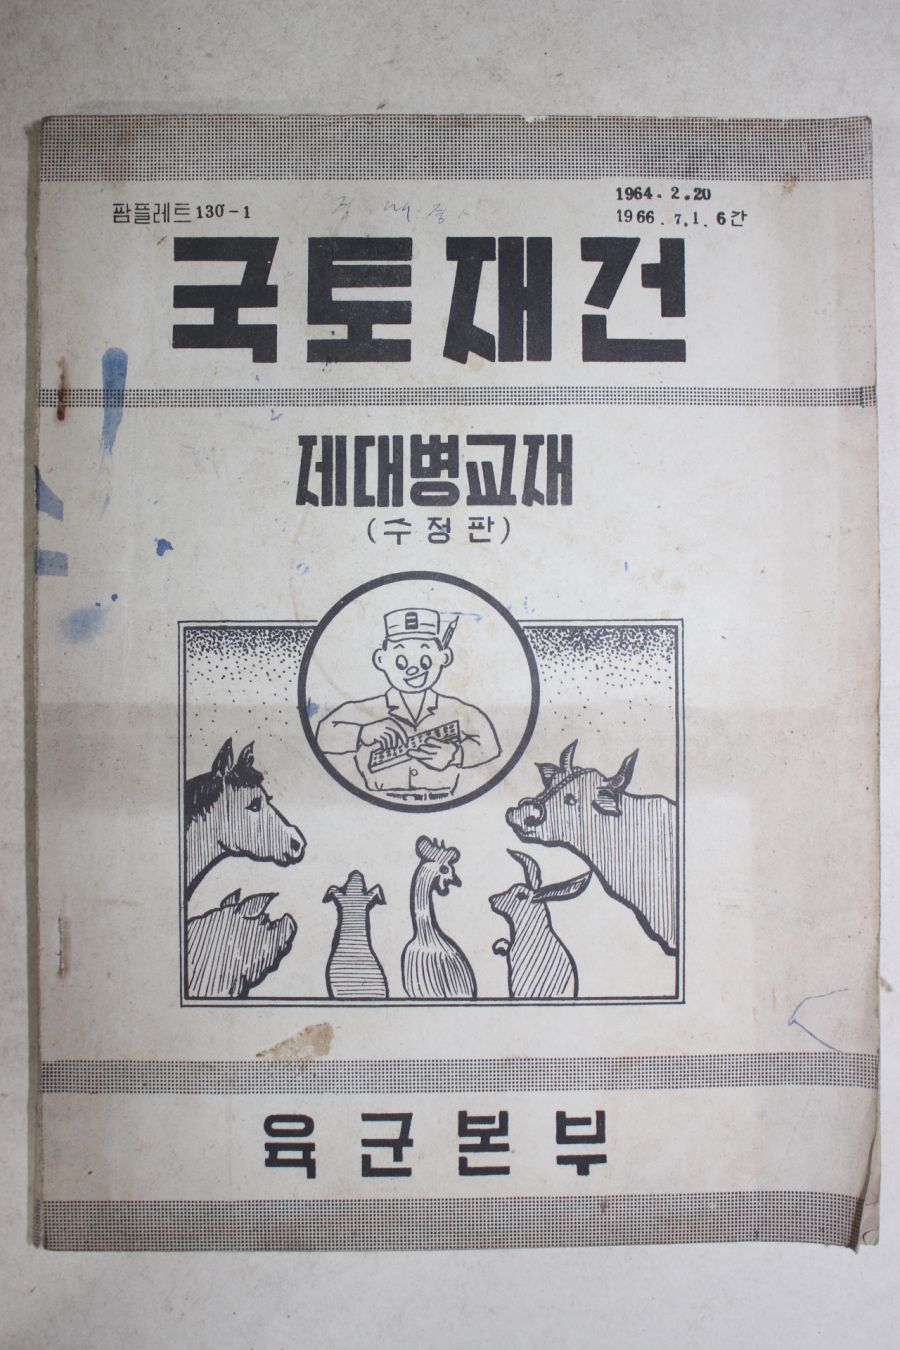 1964. 2.20
팜플레트 130-1
1966. 7.1. 6간
국토재건
제대병교재
(수정판)
육군본부